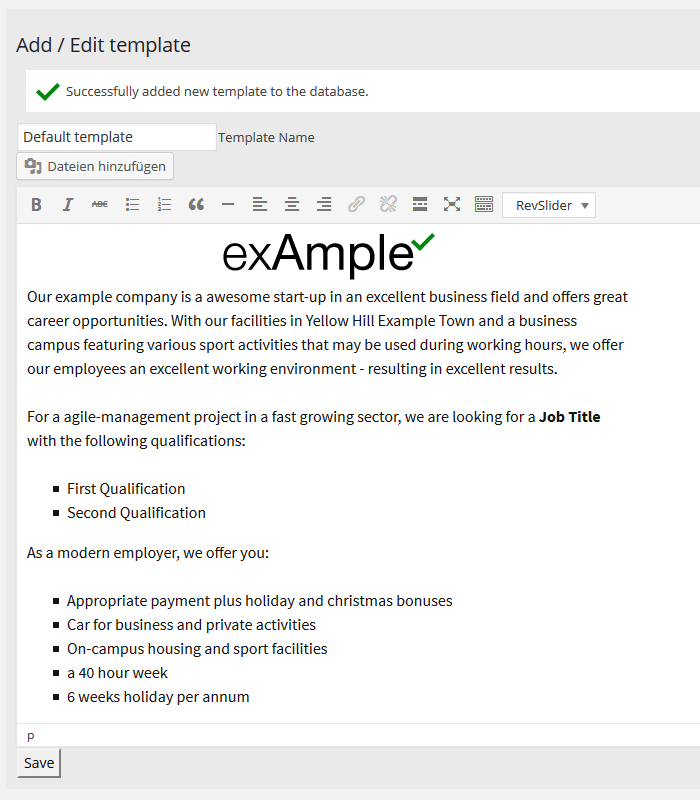 Add / Edit template
Successfully added new template to the database.
Default template Template Name
Dateien hinzufügen
B I ABC RevSlider
exAmple
Our example company is a awesome start-up in an excellent business field and offers great
career opportunities. With our facilities in Yellow Hill Example Town and a business
campus featuring various sport activities that may be used during working hours, we offer
our employees an excellent working environment - resulting in excellent results.
For a agile-management project in a fast growing sector, we are looking for a Job Title
with the following qualifications:
First Qualification
Second Qualification
As a modern employer, we offer you:
Appropriate payment plus holiday and christmas bonuses
Car for business and private activities
On-campus housing and sport facilities
a 40 hour week
6 weeks holiday per annum
p
Save